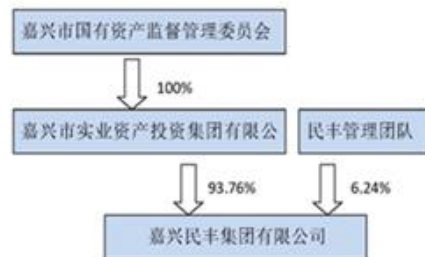 嘉兴市国有资产监督管理委员会
100%
嘉兴市实业资产投资集团有限公
民丰管理团队
93.76%
6.24%
嘉兴民丰集团有限公司